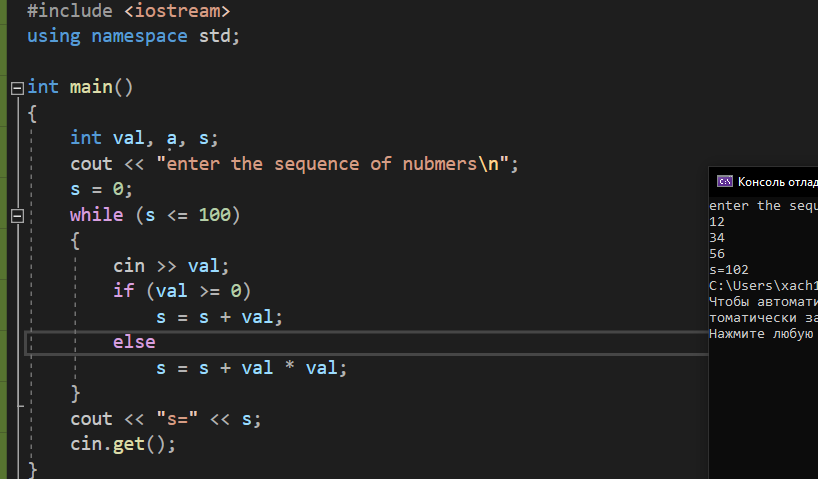 #include <iostream>
using namespace std;
int main()
{
int val, a, s;
cout << "enter the sequence of nubmers\n";
s = 0;
while (s <= 100)
{
cin >> val;
if (val >= 0)
s = s + val;
else
s = s + val * val;
}
cout << "s=" << s;
cin.get();
}
Консоль отлад
enter the sequ
12
34
56
s=102
C:\Users\xach1
Чтобы автомати
томатически за
Нажмите любую